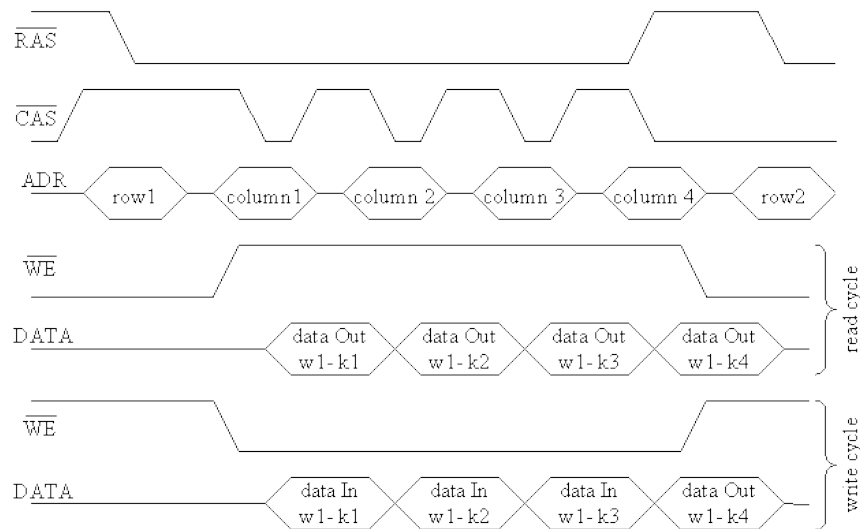 RAS
CAS
ADR row1 column1 column 2 column 3 column 4 row2
WE
DATA data Out data Out data Out data Out
w1-k1 w1-k2 w1-k3 w1-k4
read cycle
WE
DATA data In data In data In data Out
w1-k1 w1-k2 w1-k3 w1-k4
write cycle